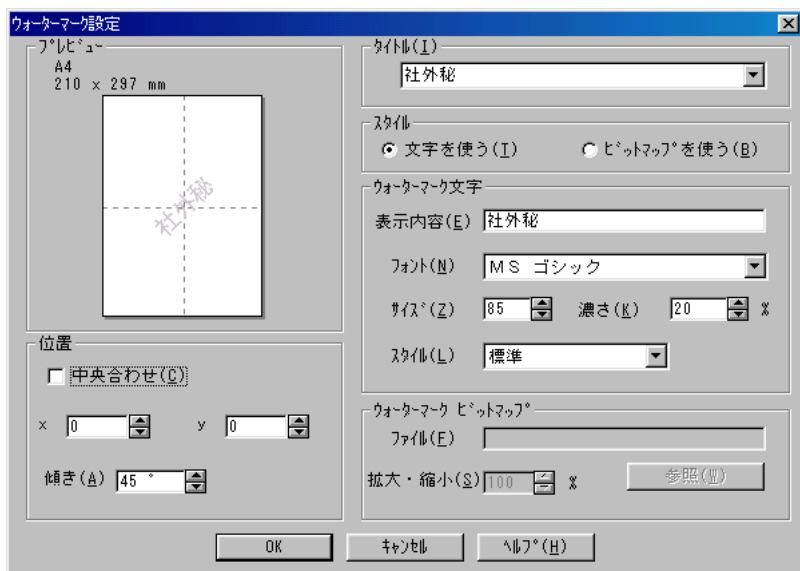 ウォーターマーク設定
ﾌﾟﾚﾋﾞｭｰ
A4
210 x 297 mm
社外秘
位置
中央合わせ(C)
x 0 y 0
傾き(A) 45 °
ﾀｲﾄﾙ(I)
社外秘
ｽﾀｲﾙ
文字を使う(T) ﾋﾞｯﾄﾏｯﾌﾟを使う(B)
ｳｫｰﾀｰﾏｰｸ文字
表示内容(E) 社外秘
ﾌｫﾝﾄ(N) ＭＳ ゴシック
ｻｲｽﾞ(Z) 85 濃さ(K) 20 %
ｽﾀｲﾙ(L) 標準
ｳｫｰﾀｰﾏｰｸ ﾋﾞｯﾄﾏｯﾌﾟ
ﾌｧｲﾙ(F)
拡大・縮小(S) 100 % 参照(W)
OK ｷｬﾝｾﾙ ﾍﾙﾌﾟ(H)